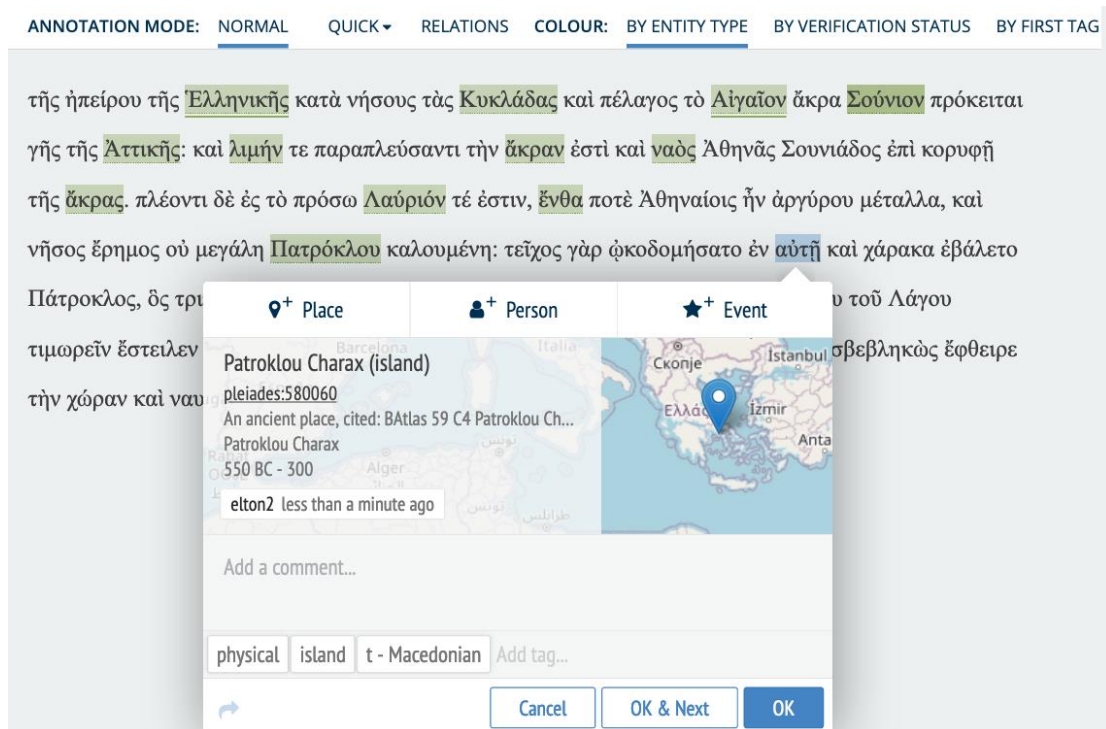 ANNOTATION MODE: NORMAL QUICK RELATIONS COLOUR: BY ENTITY TYPE BY VERIFICATION STATUS BY FIRST TAG
τῆς ἠπείρου τῆς Ἑλληνικῆς κατὰ νήσους τὰς Κυκλάδας καὶ πέλαγος τὸ Αἰγαῖον ἄκρα Σούνιον πρόκειται
γῆς τῆς Ἀττικῆς: καὶ λιμήν τε παραπλεύσαντι τὴν ἄκραν ἐστὶ καὶ ναὸς Ἀθηνᾶς Σουνιάδος ἐπὶ κορυφῇ
τῆς ἄκρας. πλέοντι δὲ ἐς τὸ πρόσω Λαύριόν τέ ἐστιν, ἔνθα ποτὲ Ἀθηναίοις ἦν ἀργύρου μέταλλα, καὶ
νῆσος ἔρημος οὐ μεγάλη Πατρόκλου καλουμένη: τεῖχος γὰρ ᾠκοδομήσατο ἐν αὐτῇ καὶ χάρακα ἐβάλετο
Πάτροκλος, ὃς τρι υ τοῦ Λάγου
τιμωρεῖν ἔστειλεν σβεβληκὼς ἔφθειρε
τὴν χώραν καὶ ναυ
Place Person Event
Patroklou Charax (island)
pleiades:580060
An ancient place, cited: BAtlas 59 C4 Patroklou Ch...
Patroklou Charax
550 BC - 300
elton2 less than a minute ago
Barcelona Italia
Alger
تونس
طرابلس
Скопје İstanbul
Ελλάδ İzmir
Anta
Add a comment...
physical island t - Macedonian Add tag...
Cancel OK & Next OK